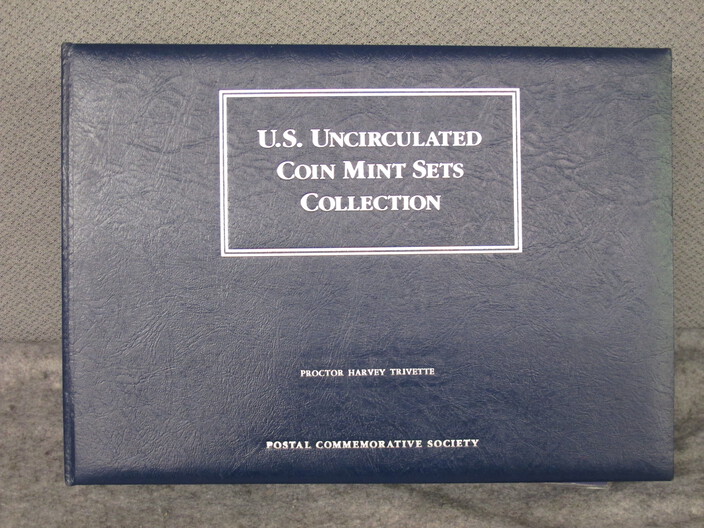 U.S. UNCIRCULATED
COIN MINT SETS
COLLECTION
PROCTOR HARVEY TRIVETTE
POSTAL COMMEMORATIVE SOCIETY